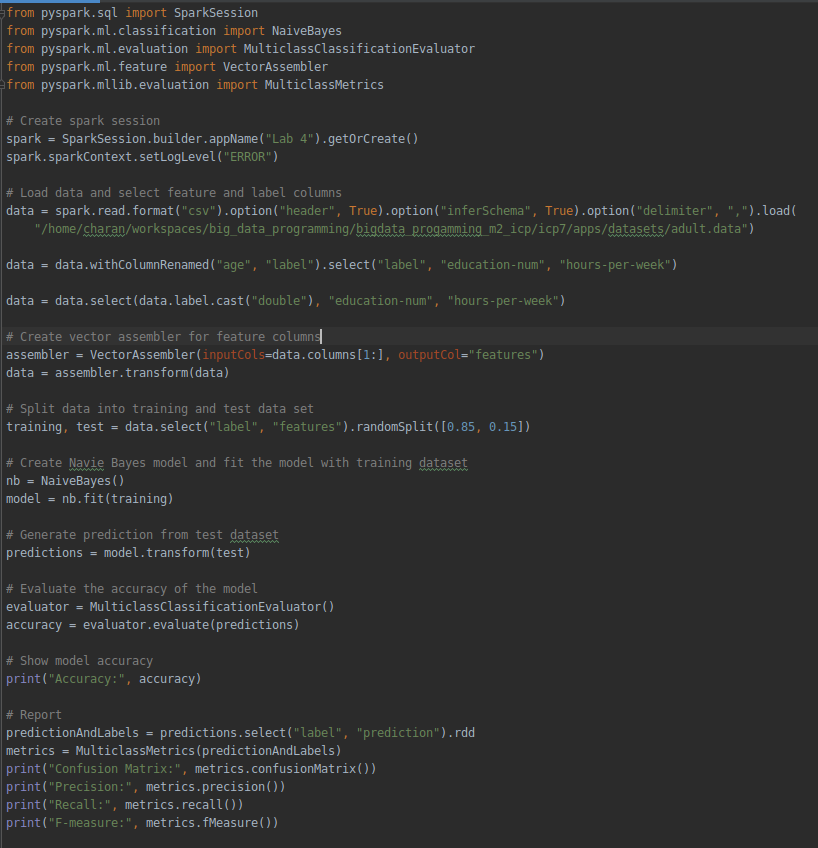 from pyspark.sql import SparkSession
from pyspark.ml.classification import NaiveBayes
from pyspark.ml.evaluation import MulticlassClassificationEvaluator
from pyspark.ml.feature import VectorAssembler
from pyspark.mllib.evaluation import MulticlassMetrics
# Create spark session
spark = SparkSession.builder.appName("Lab 4").getOrCreate()
spark.sparkContext.setLogLevel("ERROR")
# Load data and select feature and label columns
data = spark.read.format("csv").option("header", True).option("inferSchema", True).option("delimiter", ",").load(
"/home/charan/workspaces/big_data_programming/bigdata_progamming_m2_icp/icp7/apps/datasets/adult.data")
data = data.withColumnRenamed("age", "label").select("label", "education-num", "hours-per-week")
data = data.select(data.label.cast("double"), "education-num", "hours-per-week")
# Create vector assembler for feature columns
assembler = VectorAssembler(inputCols=data.columns[1:], outputCol="features")
data = assembler.transform(data)
# Split data into training and test data set
training, test = data.select("label", "features").randomSplit([0.85, 0.15])
# Create Navie Bayes model and fit the model with training dataset
nb = NaiveBayes()
model = nb.fit(training)
# Generate prediction from test dataset
predictions = model.transform(test)
# Evaluate the accuracy of the model
evaluator = MulticlassClassificationEvaluator()
accuracy = evaluator.evaluate(predictions)
# Show model accuracy
print("Accuracy:", accuracy)
# Report
predictionAndLabels = predictions.select("label", "prediction").rdd
metrics = MulticlassMetrics(predictionAndLabels)
print("Confusion Matrix:", metrics.confusionMatrix())
print("Precision:", metrics.precision())
print("Recall:", metrics.recall())
print("F-measure:", metrics.fMeasure())